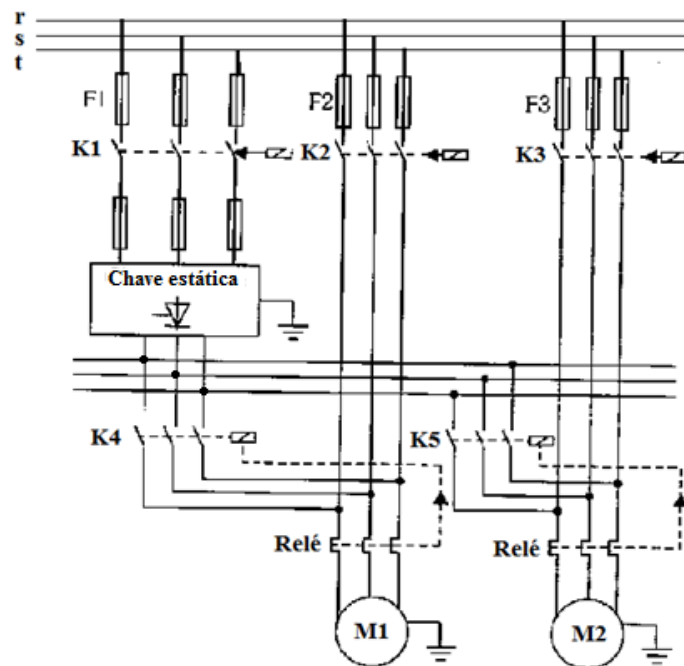 r
s
t
F1 F2 F3
K1 K2 K3
Chave estática
K4 K5
Relé Relé
M1 M2